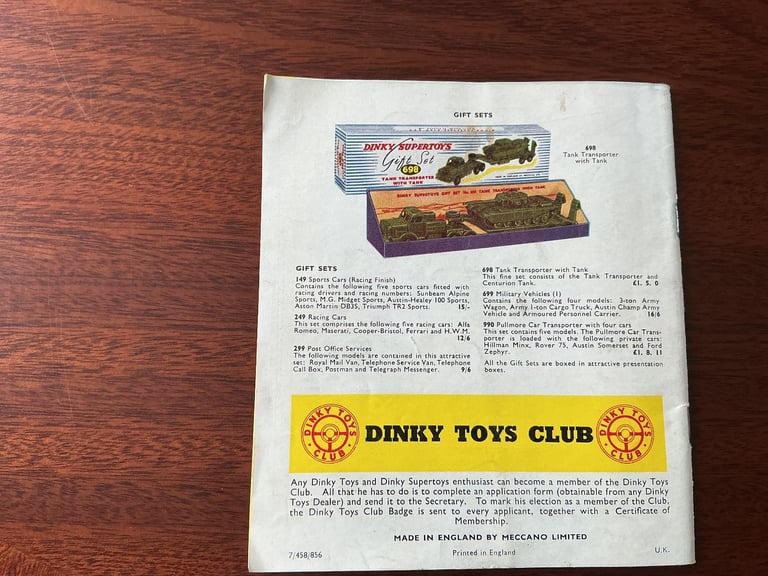 GIFT SETS
DINKY SUPERTOYS
Gift Set
698
TANK TRANSPORTER
WITH TANK
698
Tank Transporter
with Tank
DINKY SUPERTOYS GIFT SET No. 698 TANK TRANSPORTER WITH TANK
GIFT SETS
149 Sports Cars (Racing Finish)
Contains the following five sports cars fitted with
racing drivers and racing numbers: Sunbeam Alpine
Sports, M.G. Midget Sports, Austin-Healey 100 Sports,
Aston Martin DB3S, Triumph TR2 Sports. 15/-
249 Racing Cars
This set comprises the following five racing cars: Alfa
Romeo, Maserati, Cooper-Bristol, Ferrari and H.W.M.
12/6
299 Post Office Services
The following models are contained in this attractive
set: Royal Mail Van, Telephone Service Van, Telephone
Call Box, Postman and Telegraph Messenger. 9/6
698 Tank Transporter with Tank
This fine set consists of the Tank Transporter and
Centurion Tank. £1. 5. 0
699 Military Vehicles (1)
Contains the following four models: 3-ton Army
Wagon, Army 1-ton Cargo Truck, Austin Champ Army
Vehicle and Armoured Personnel Carrier. 16/6
990 Pullmore Car Transporter with four cars
This set contains five models. The Pullmore Car Trans-
porter is loaded with the following private cars:
Hillman Minx, Rover 75, Austin Somerset and Ford
Zephyr. £1. 8. 11
All the Gift Sets are boxed in attractive presentation
boxes.
DINKY TOYS
CLUB
DINKY TOYS CLUB
DINKY TOYS
CLUB
Any Dinky Toys and Dinky Supertoys enthusiast can become a member of the Dinky Toys
Club. All that he has to do is to complete an application form (obtainable from any Dinky
Toys Dealer) and send it to the Secretary. To mark his election as a member of the Club,
the Dinky Toys Club Badge is sent to every applicant, together with a Certificate of
Membership.
MADE IN ENGLAND BY MECCANO LIMITED
7/458/856
Printed in England
U.K.